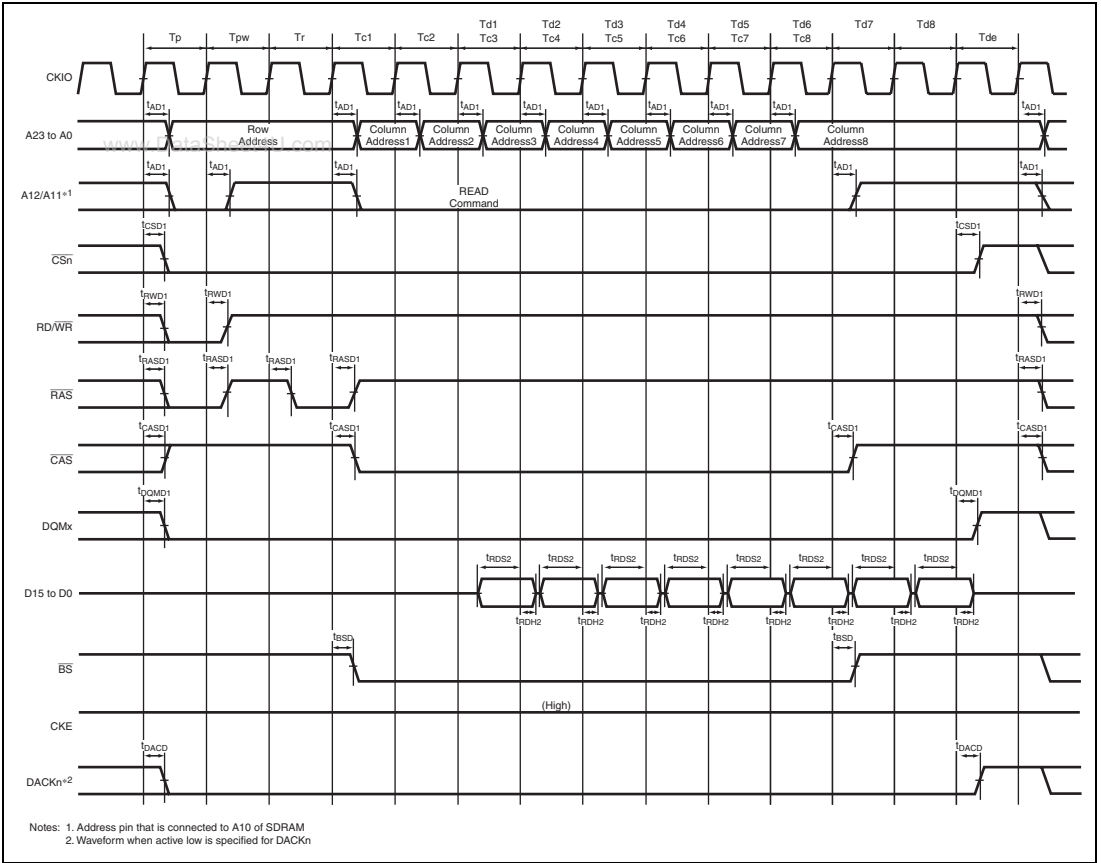 Td1 Td2 Td3 Td4 Td5 Td6 Td7 Td8
Tp Tpw Tr Tc1 Tc2 Tc3 Tc4 Tc5 Tc6 Tc7 Tc8 Tde
CKIO
tAD1 tAD1 tAD1 tAD1 tAD1 tAD1 tAD1 tAD1 tAD1 tAD1
A23 to A0
Row Address
Column Address1
Column Address2
Column Address3
Column Address4
Column Address5
Column Address6
Column Address7
Column Address8
tAD1 tAD1 tAD1 tAD1 tAD1
A12/A11*1
READ Command
tCSD1 tCSD1
CSn
tRWD1 tRWD1 tRWD1
RD/WR
tRASD1 tRASD1 tRASD1 tRASD1 tRASD1
RAS
tCASD1 tCASD1 tCASD1 tCASD1
CAS
tDQMD1 tDQMD1
DQMx
tRDS2 tRDS2 tRDS2 tRDS2 tRDS2 tRDS2 tRDS2 tRDS2
D15 to D0
tRDH2 tRDH2 tRDH2 tRDH2 tRDH2 tRDH2 tRDH2 tRDH2
tBSD tBSD
BS
(High)
CKE
tDACD tDACD
DACKn*2
Notes: 1. Address pin that is connected to A10 of SDRAM
2. Waveform when active low is specified for DACKn